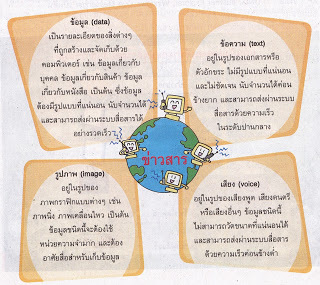 ข้อมูล (data)
เป็นรายละเอียดของสิ่งต่างๆ
ที่ถูกสร้างและจัดเก็บด้วย
คอมพิวเตอร์ เช่น ข้อมูลเกี่ยวกับ
บุคคล ข้อมูลเกี่ยวกับสินค้า ข้อมูล
เกี่ยวกับหนังสือ เป็นต้น ซึ่งข้อมูล
ต้องมีรูปแบบที่แน่นอน นับจำนวนได้
และสามารถส่งผ่านระบบสื่อสารได้
อย่างรวดเร็ว
ข้อความ (text)
อยู่ในรูปของเอกสารหรือ
ตัวอักขระ ไม่มีรูปแบบที่แน่นอน
และไม่ชัดเจน นับจำนวนได้ค่อน
ข้างยาก และสามารถส่งผ่านระบบ
สื่อสารด้วยความเร็ว
ในระดับปานกลาง
ข่าวสาร
รูปภาพ (image)
อยู่ในรูปของ
ภาพกราฟิกแบบต่างๆ เช่น
ภาพนิ่ง ภาพเคลื่อนไหว เป็นต้น
ข้อมูลชนิดนี้จะต้องใช้
หน่วยความจำมาก และต้อง
อาศัยสื่อสำหรับเก็บข้อมูล
เสียง (voice)
อยู่ในรูปของเสียงพูด เสียงดนตรี
หรือเสียงอื่นๆ ข้อมูลชนิดนี้
ไม่สามารถวัดขนาดที่แน่นอนได้
และสามารถส่งผ่านระบบสื่อสาร
ด้วยความเร็วค่อนข้างต่ำ